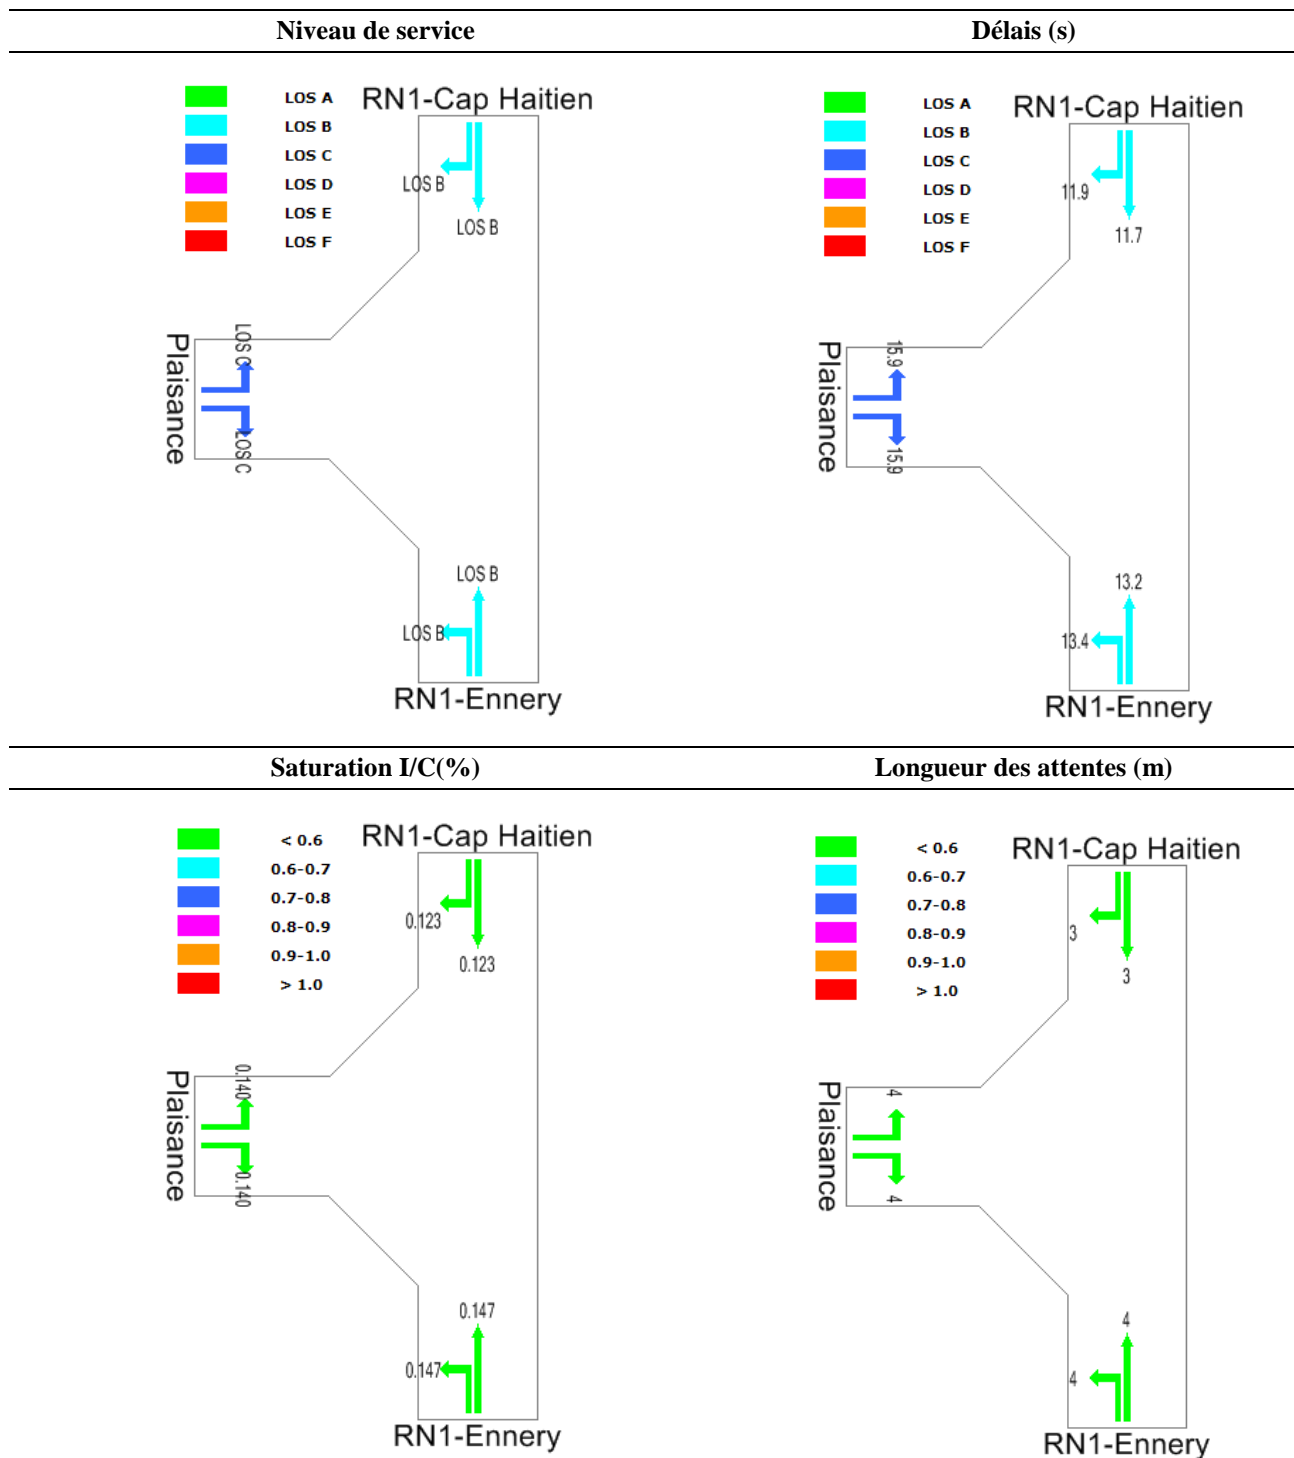 Niveau de service
Délais (s)
LOS A
LOS B
LOS C
LOS D
LOS E
LOS F
RN1-Cap Haitien
LOS B
LOS B
Plaisance
LOS C
LOS C
LOS B
LOS B
RN1-Ennery
LOS A
LOS B
LOS C
LOS D
LOS E
LOS F
RN1-Cap Haitien
11.9
11.7
Plaisance
15.9
15.9
13.2
13.4
RN1-Ennery
Saturation I/C(%)
Longueur des attentes (m)
< 0.6
0.6-0.7
0.7-0.8
0.8-0.9
0.9-1.0
> 1.0
RN1-Cap Haitien
0.123
0.123
Plaisance
0.140
0.140
0.147
0.147
RN1-Ennery
< 0.6
0.6-0.7
0.7-0.8
0.8-0.9
0.9-1.0
> 1.0
RN1-Cap Haitien
3
3
Plaisance
4
4
4
4
RN1-Ennery